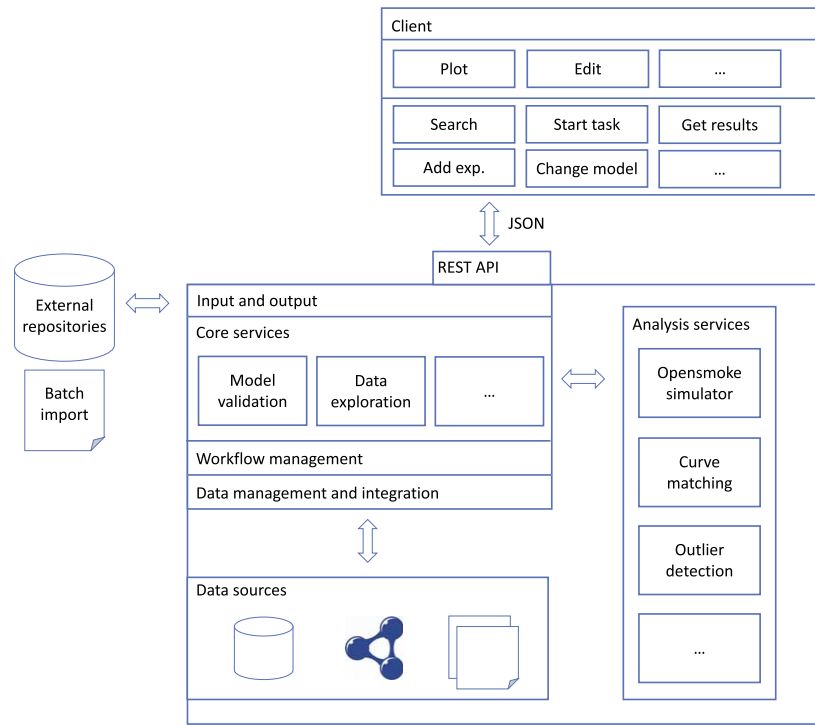 Client
Plot
Edit
...
Search
Start task
Get results
Add exp.
Change model
...
JSON
REST API
External
repositories
Batch
import
Input and output
Core services
Model
validation
Data
exploration
...
Workflow management
Data management and integration
Data sources
Analysis services
Opensmoke
simulator
Curve
matching
Outlier
detection
...